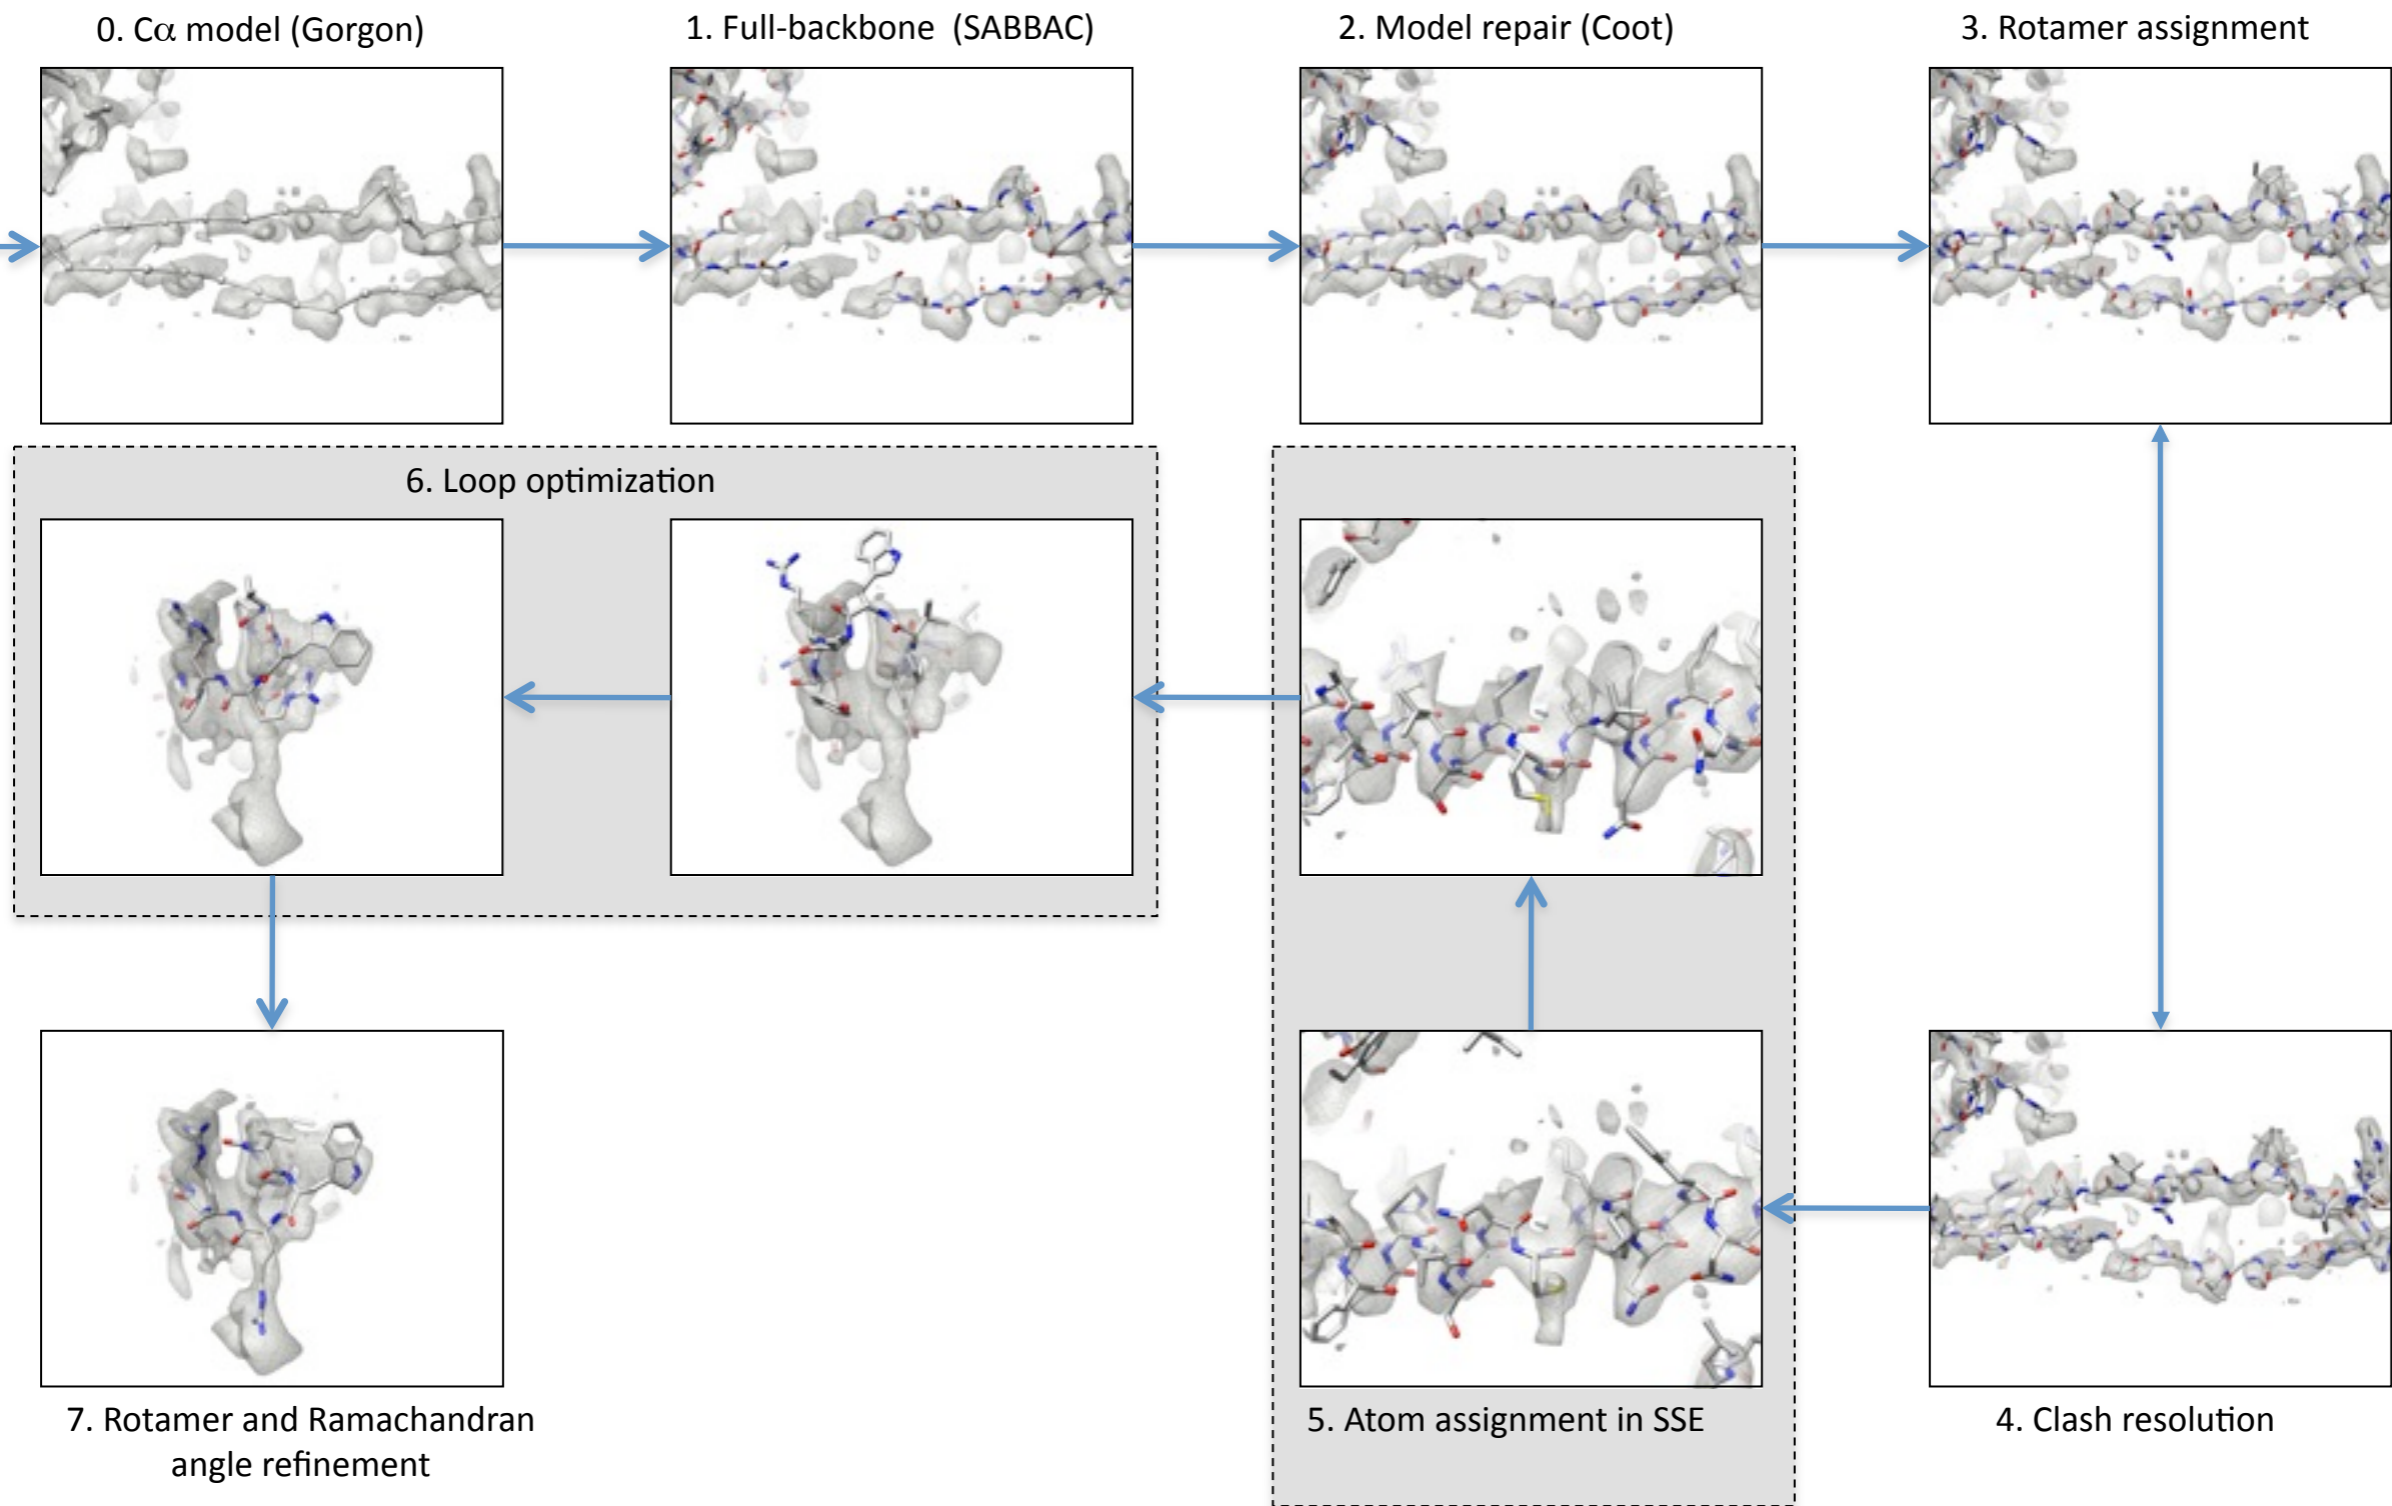 0. Cα model (Gorgon)
1. Full-backbone (SABBAC)
2. Model repair (Coot)
3. Rotamer assignment
6. Loop optimization
7. Rotamer and Ramachandran
angle refinement
5. Atom assignment in SSE
4. Clash resolution